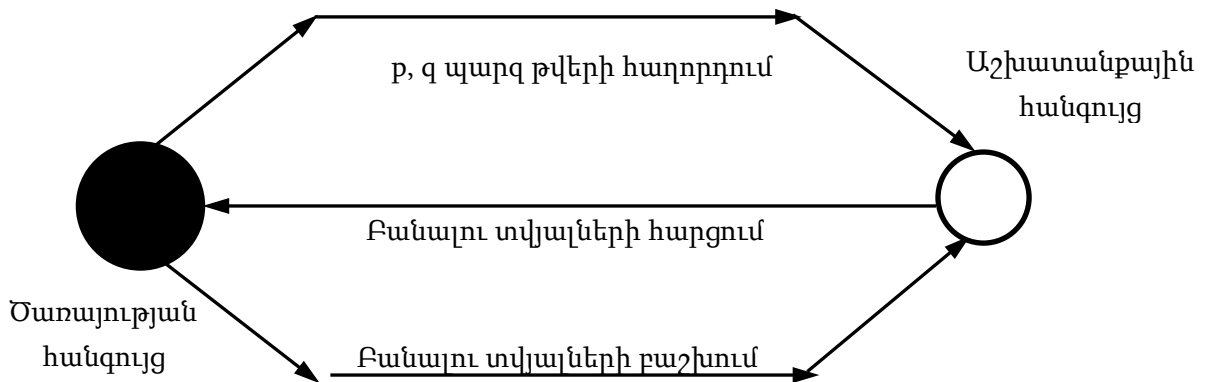 p, q պարզ թվերի հաղորդում
Աշխատանքային
հանգույց
Բանալու տվյալների հարցում
Ծառայության
հանգույց
Բանալու տվյալների բաշխում